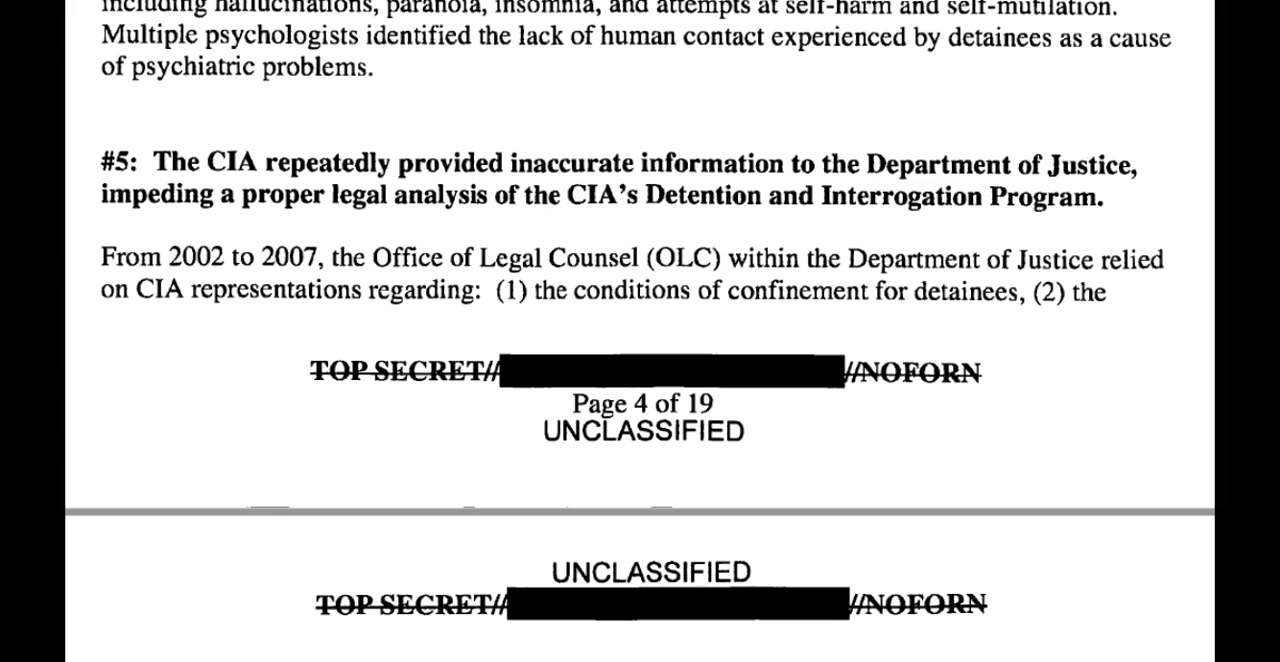 including hallucinations, paranoia, insomnia, and attempts at self-harm and self-mutilation.
Multiple psychologists identified the lack of human contact experienced by detainees as a cause
of psychiatric problems.
#5: The CIA repeatedly provided inaccurate information to the Department of Justice,
impeding a proper legal analysis of the CIA's Detention and Interrogation Program.
From 2002 to 2007, the Office of Legal Counsel (OLC) within the Department of Justice relied
on CIA representations regarding: (1) the conditions of confinement for detainees, (2) the
TOP SECRET// //NOFORN
Page 4 of 19
UNCLASSIFIED
UNCLASSIFIED
TOP SECRET// //NOFORN